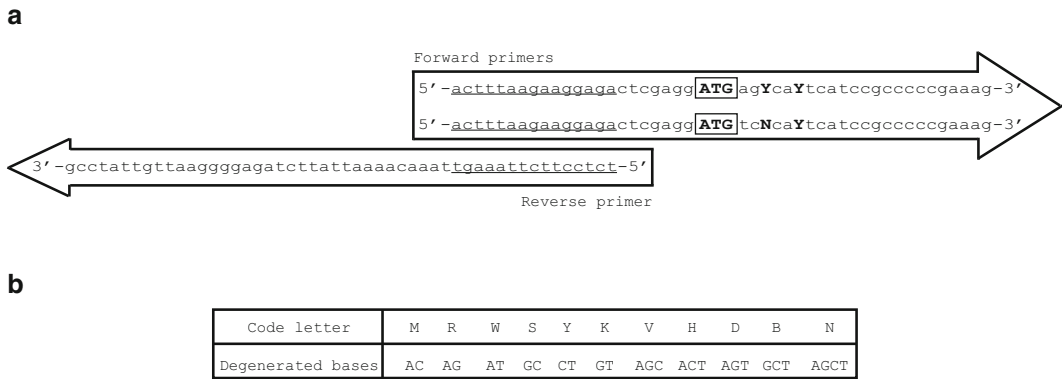 a
Forward primers
5'-actttaagaaggagactcgaggATGagYcaYtcatccgcccccgaaag-3'
5'-actttaagaaggagactcgaggATGtcNcaYtcatccgcccccgaaag-3'
3'-gcctattgttaaggggagatcttattaaaacaaattgaaattcttcctct-5'
Reverse primer
b
Code letter M R W S Y K V H D B N
Degenerated bases AC AG AT GC CT GT AGC ACT AGT GCT AGCT